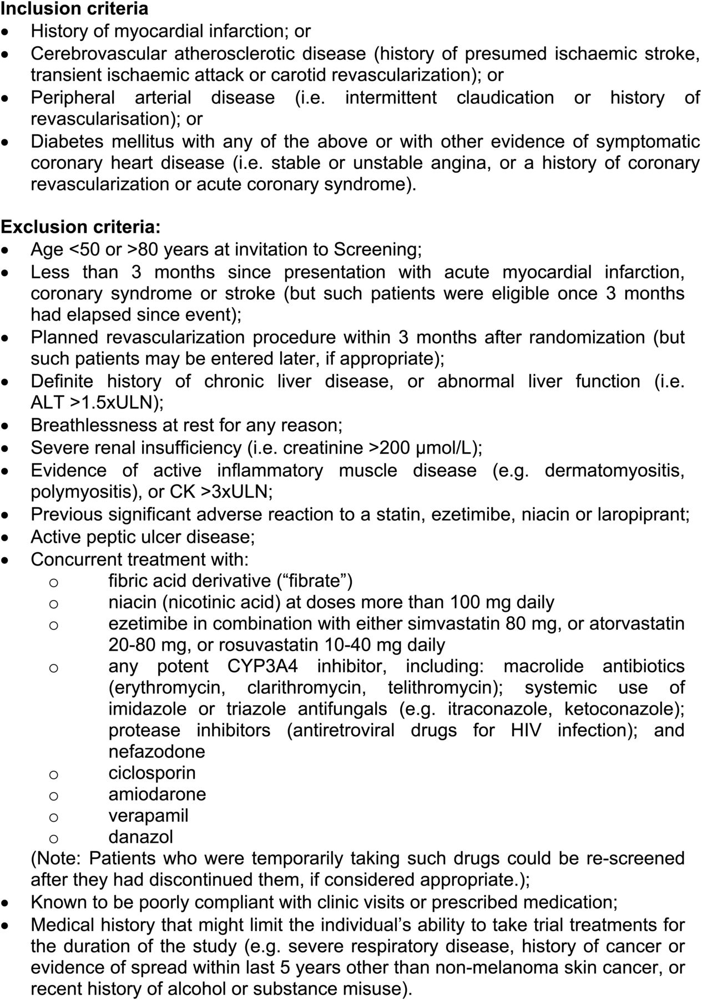 Inclusion criteria
• History of myocardial infarction; or
• Cerebrovascular atherosclerotic disease (history of presumed ischaemic stroke,
transient ischaemic attack or carotid revascularization); or
• Peripheral arterial disease (i.e. intermittent claudication or history of
revascularisation); or
• Diabetes mellitus with any of the above or with other evidence of symptomatic
coronary heart disease (i.e. stable or unstable angina, or a history of coronary
revascularization or acute coronary syndrome).
Exclusion criteria:
• Age <50 or >80 years at invitation to Screening;
• Less than 3 months since presentation with acute myocardial infarction,
coronary syndrome or stroke (but such patients were eligible once 3 months
had elapsed since event);
• Planned revascularization procedure within 3 months after randomization (but
such patients may be entered later, if appropriate);
• Definite history of chronic liver disease, or abnormal liver function (i.e.
ALT >1.5xULN);
• Breathlessness at rest for any reason;
• Severe renal insufficiency (i.e. creatinine >200 µmol/L);
• Evidence of active inflammatory muscle disease (e.g. dermatomyositis,
polymyositis), or CK >3xULN;
• Previous significant adverse reaction to a statin, ezetimibe, niacin or laropiprant;
• Active peptic ulcer disease;
• Concurrent treatment with:
o fibric acid derivative (“fibrate”)
o niacin (nicotinic acid) at doses more than 100 mg daily
o ezetimibe in combination with either simvastatin 80 mg, or atorvastatin
20-80 mg, or rosuvastatin 10-40 mg daily
o any potent CYP3A4 inhibitor, including: macrolide antibiotics
(erythromycin, clarithromycin, telithromycin); systemic use of
imidazole or triazole antifungals (e.g. itraconazole, ketoconazole);
protease inhibitors (antiretroviral drugs for HIV infection); and
nefazodone
o ciclosporin
o amiodarone
o verapamil
o danazol
(Note: Patients who were temporarily taking such drugs could be re-screened
after they had discontinued them, if considered appropriate.);
• Known to be poorly compliant with clinic visits or prescribed medication;
• Medical history that might limit the individual’s ability to take trial treatments for
the duration of the study (e.g. severe respiratory disease, history of cancer or
evidence of spread within last 5 years other than non-melanoma skin cancer, or
recent history of alcohol or substance misuse).